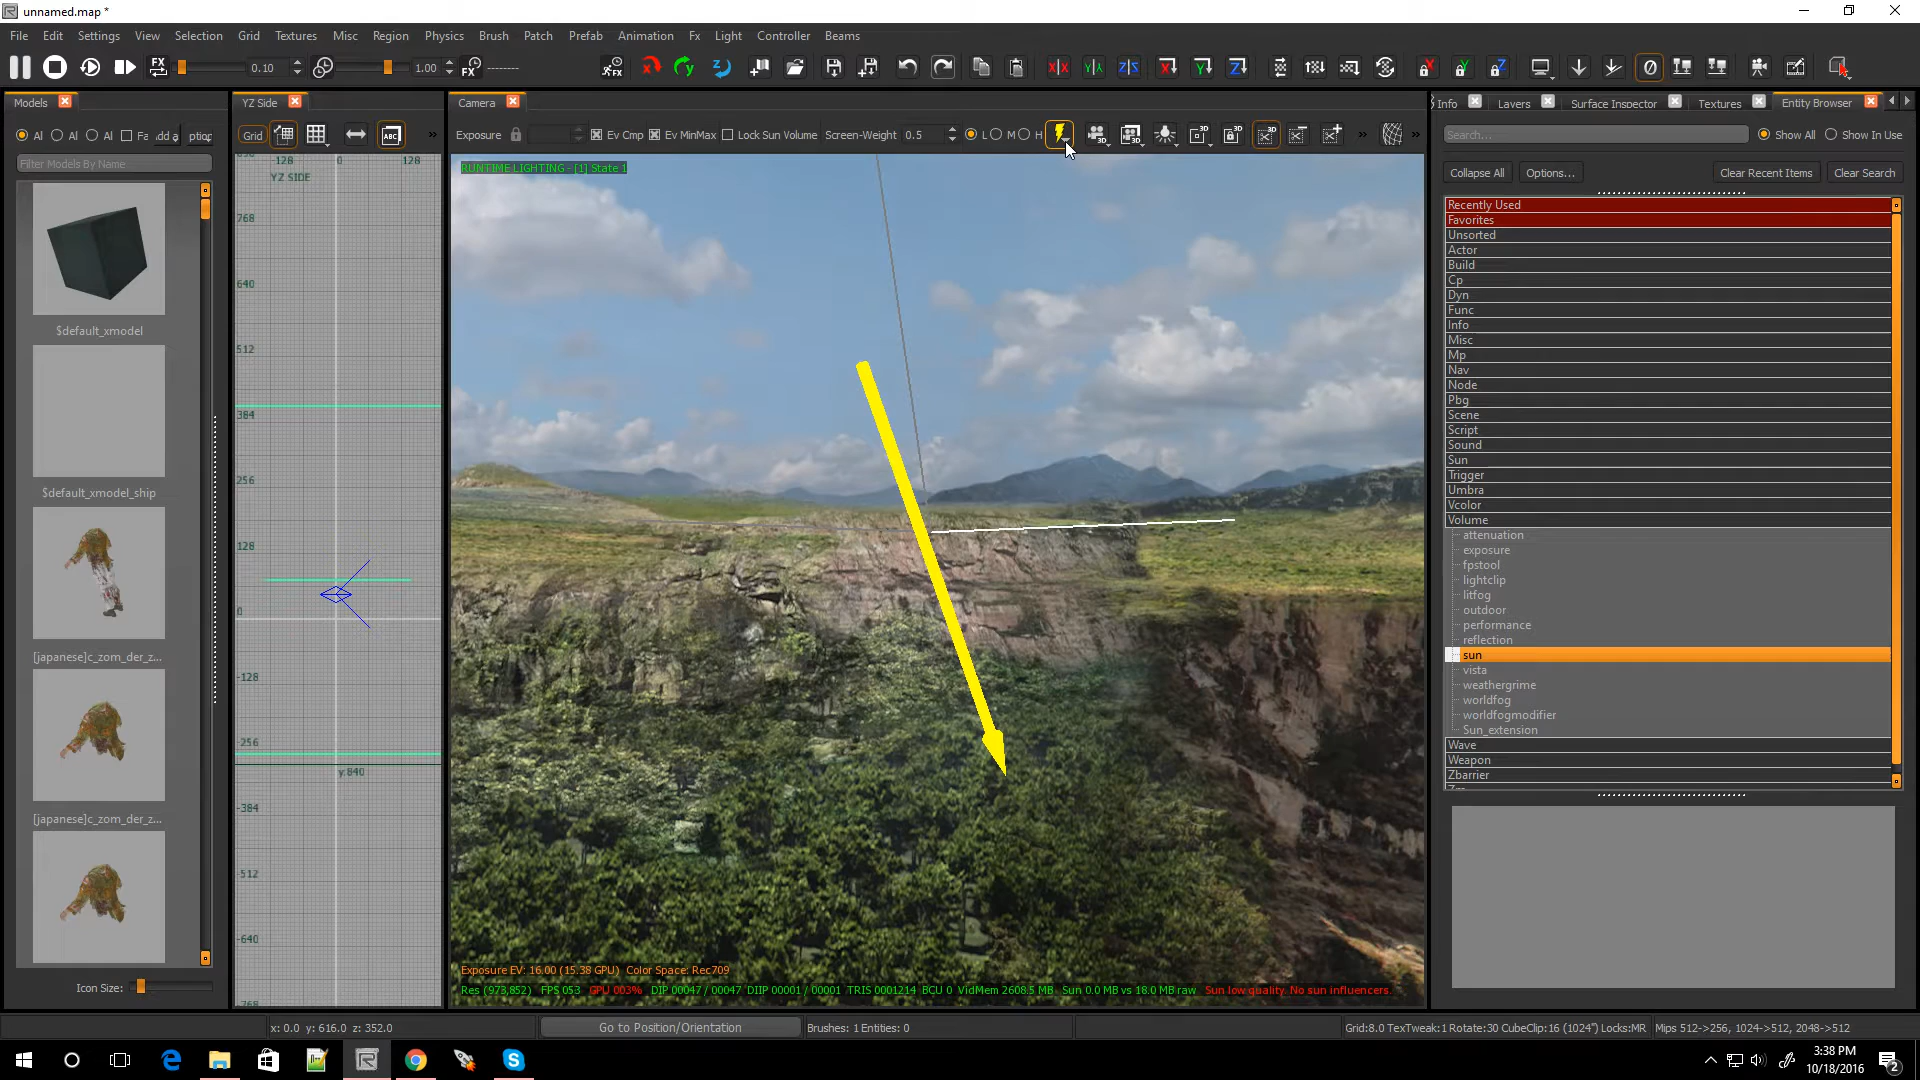 unnamed.map *
File Edit Settings View Selection Grid Textures Misc Region Physics Brush Patch Prefab Animation Fx Light Controller Beams
FX 0.10 1.00 FX --------
Models YZ Side Camera Info Layers Surface Inspector Textures Entity Browser
Al Al Al Fa Add a ption
Grid ABC »
Exposure Ev Cmp Ev MinMax Lock Sun Volume Screen-Weight 0.5 L M H
Search... Show All Show In Use
Filter Models By Name
Collapse All Options... Clear Recent Items Clear Search
-128 0 128
YZ SIDE
768
640
512
384
256
128
0
-128
-256
y:840
-384
-512
-640
-768
RUNTIME LIGHTING - [1] State 1
$default_xmodel
$default_xmodel_ship
[japanese]c_zom_der_z...
[japanese]c_zom_der_z...
Icon Size:
Recently Used
Favorites
Unsorted
Actor
Build
Cp
Dyn
Func
Info
Misc
Mp
Nav
Node
Pbg
Scene
Script
Sound
Sun
Trigger
Umbra
Vcolor
Volume
attenuation
exposure
fpstool
lightclip
litfog
outdoor
performance
reflection
sun
vista
weathergrime
worldfog
worldfogmodifier
Sun_extension
Wave
Weapon
Zbarrier
Exposure EV: 16.00 (15.38 GPU) Color Space: Rec709
Res (973,852) FPS 053 GPU 003% DIP 00047 / 00047 DIIP 00001 / 00001 TRIS 0001214 BCU 0 VidMem 2608.5 MB Sun 0.0 MB vs 18.0 MB raw Sun low quality. No sun influencers.
x: 0.0 y: 616.0 z: 352.0 Go to Position/Orientation Brushes: 1 Entities: 0 Grid:8.0 TexTweak:1 Rotate:30 CubeClip:16 (1024") Locks:MR Mips 512->256, 1024->512, 2048->512
3:38 PM
10/18/2016
2